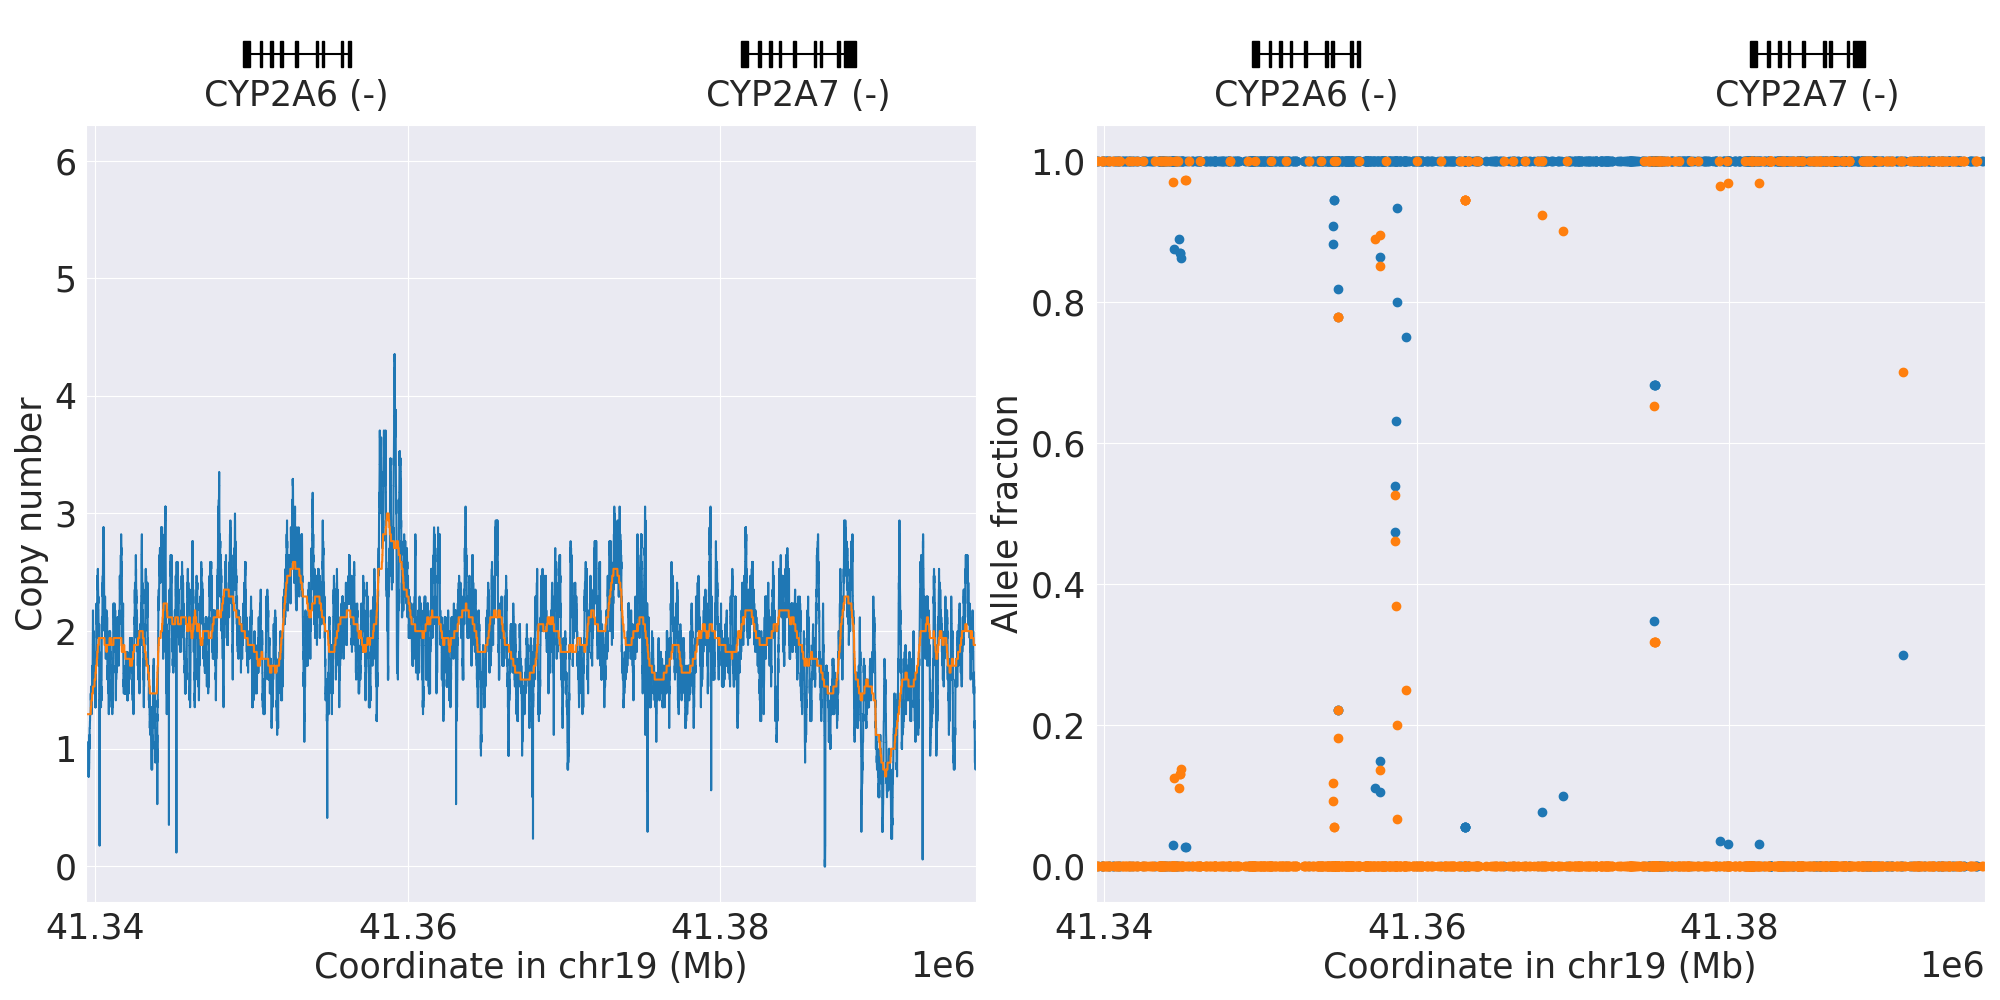 CYP2A6 (-) CYP2A7 (-) CYP2A6 (-) CYP2A7 (-)
6
5
4
3
2
1
0
Copy number
41.34 41.36 41.38
Coordinate in chr19 (Mb) 1e6
1.0
0.8
0.6
0.4
0.2
0.0
Allele fraction
41.34 41.36 41.38
Coordinate in chr19 (Mb) 1e6